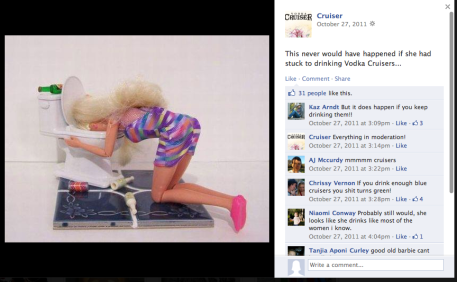 CRUISER
Cruiser
October 27, 2011
This never would have happened if she had
stuck to drinking Vodka Cruisers...
Like · Comment · Share
31 people like this.
Kaz Arndt But it does happen if you keep
drinking them!!
October 27, 2011 at 3:09pm · Like · 3
CRUISER
Cruiser Everything in moderation!
October 27, 2011 at 3:14pm · Like
AJ Mccurdy mmmmm cruisers
October 27, 2011 at 3:22pm · Like
Chrissy Vernon If you drink enough blue
cruisers you shit turns green!
October 27, 2011 at 3:28pm · Like · 4
Niaomi Conway Probably still would, she
looks like she drinks like most of the
women i know.
October 27, 2011 at 4:04pm · Like · 1
Tanjia Aponi Curley good old barbie cant
Write a comment...